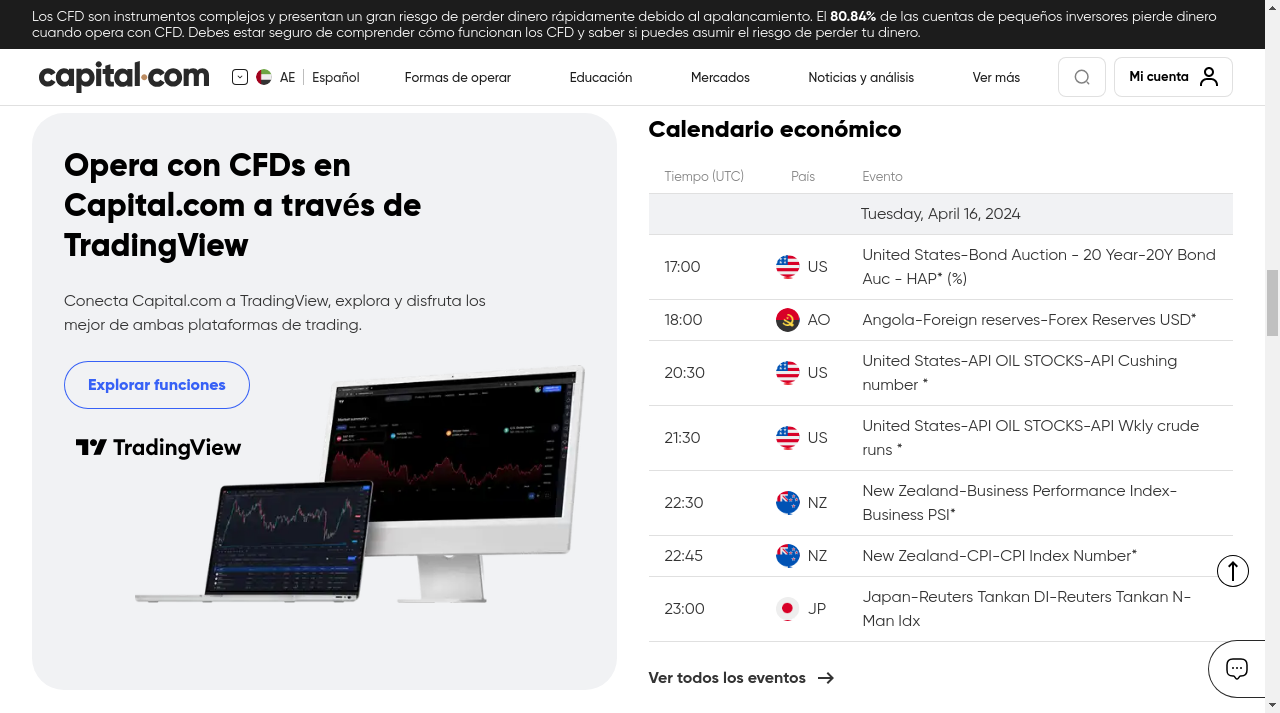 Los CFD son instrumentos complejos y presentan un gran riesgo de perder dinero rápidamente debido al apalancamiento. El 80.84% de las cuentas de pequeños inversores pierde dinero
cuando opera con CFD. Debes estar seguro de comprender cómo funcionan los CFD y saber si puedes asumir el riesgo de perder tu dinero.
capital.com
AE
Español
Formas de operar
Educación
Mercados
Noticias y análisis
Ver más
Mi cuenta
Opera con CFDs en
Capital.com a través de
TradingView
Conecta Capital.com a TradingView, explora y disfruta los
mejor de ambas plataformas de trading.
Explorar funciones
TradingView
Calendario económico
Tiempo (UTC) País Evento
Tuesday, April 16, 2024
17:00 US United States-Bond Auction - 20 Year-20Y Bond
Auc - HAP* (%)
18:00 AO Angola-Foreign reserves-Forex Reserves USD*
20:30 US United States-API OIL STOCKS-API Cushing
number *
21:30 US United States-API OIL STOCKS-API Wkly crude
runs *
22:30 NZ New Zealand-Business Performance Index-
Business PSI*
22:45 NZ New Zealand-CPI-CPI Index Number*
23:00 JP Japan-Reuters Tankan DI-Reuters Tankan N-
Man Idx
Ver todos los eventos